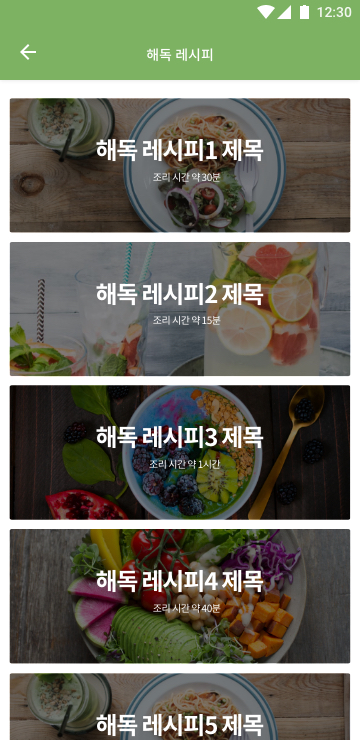 12:30
해독 레시피
해독 레시피1 제목
조리 시간 약 30분
해독 레시피2 제목
조리 시간 약 15분
해독 레시피3 제목
조리 시간 약 1시간
해독 레시피4 제목
조리 시간 약 40분
해독 레시피5 제목